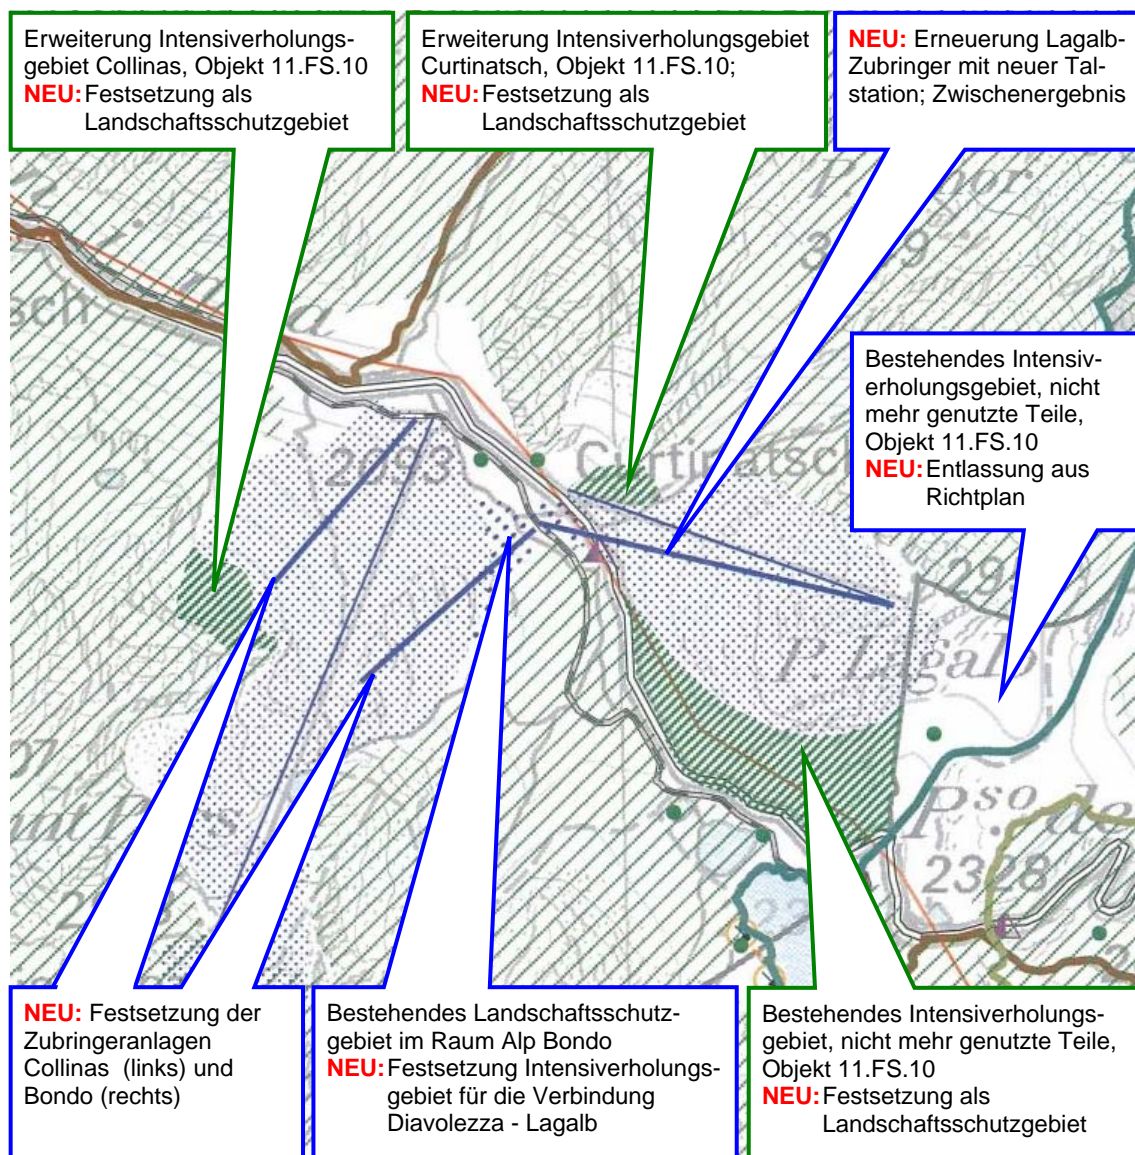 Erweiterung Intensiverholungs-
gebiet Collinas, Objekt 11.FS.10
NEU: Festsetzung als
Landschaftsschutzgebiet
Erweiterung Intensiverholungsgebiet
Curtinatsch, Objekt 11.FS.10;
NEU: Festsetzung als
Landschaftsschutzgebiet
NEU: Erneuerung Lagalb-
Zubringer mit neuer Tal-
station; Zwischenergebnis
Bestehendes Intensiv-
erholungsgebiet, nicht
mehr genutzte Teile,
Objekt 11.FS.10
NEU: Entlassung aus
Richtplan
2093
Curtinatsch
P. Lagalb
P.so de
2328
NEU: Festsetzung der
Zubringeranlagen
Collinas (links) und
Bondo (rechts)
Bestehendes Landschaftsschutz-
gebiet im Raum Alp Bondo
NEU: Festsetzung Intensiverholungs-
gebiet für die Verbindung
Diavolezza - Lagalb
Bestehendes Intensiverholungs-
gebiet, nicht mehr genutzte Teile,
Objekt 11.FS.10
NEU: Festsetzung als
Landschaftsschutzgebiet